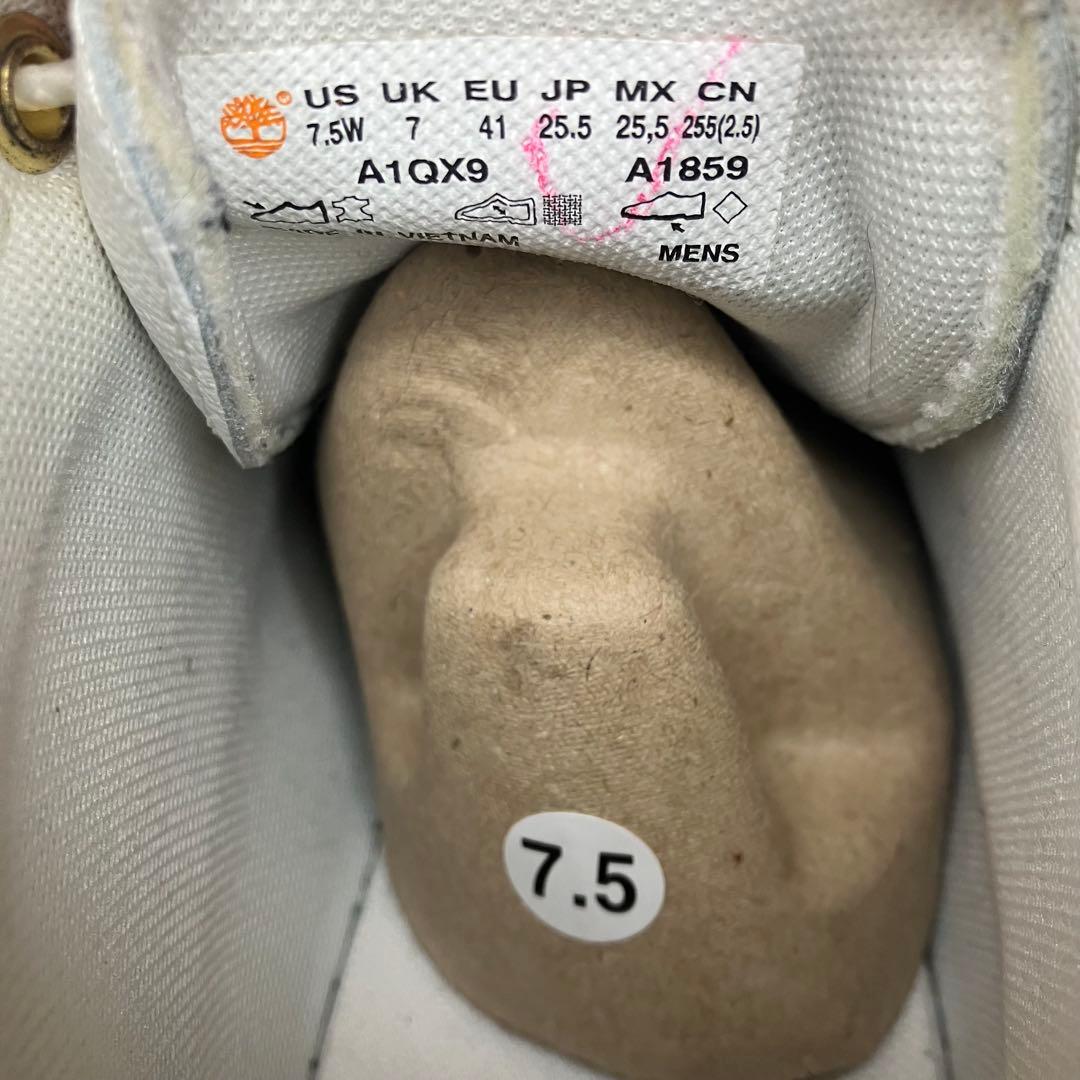 ® US UK EU JP MX CN
7.5W 7 41 25.5 25,5 255(2.5)
A1QX9 A1859
VIETNAM
MENS
7.5